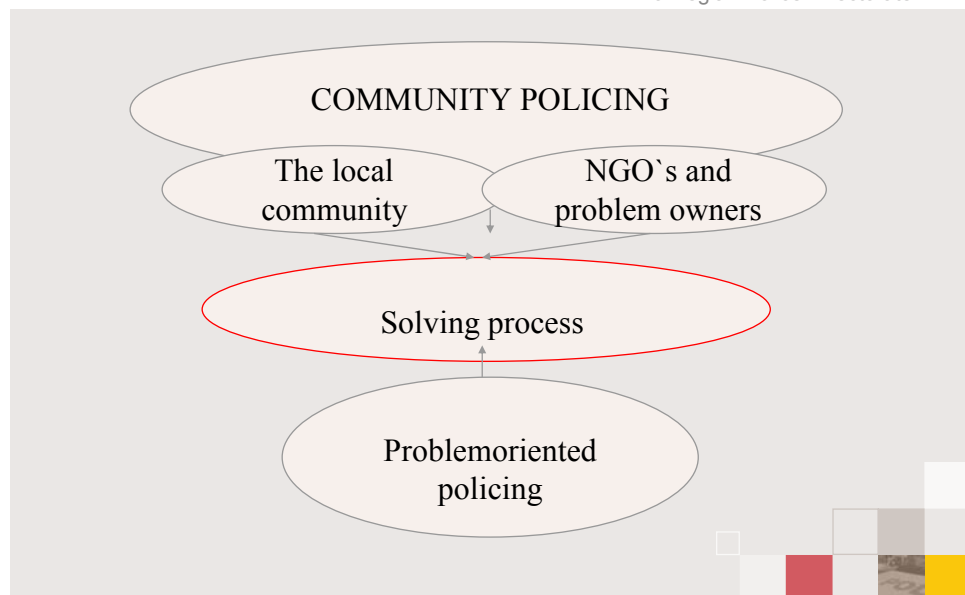 COMMUNITY POLICING
The local
community
NGO`s and
problem owners
Solving process
Problemoriented
policing